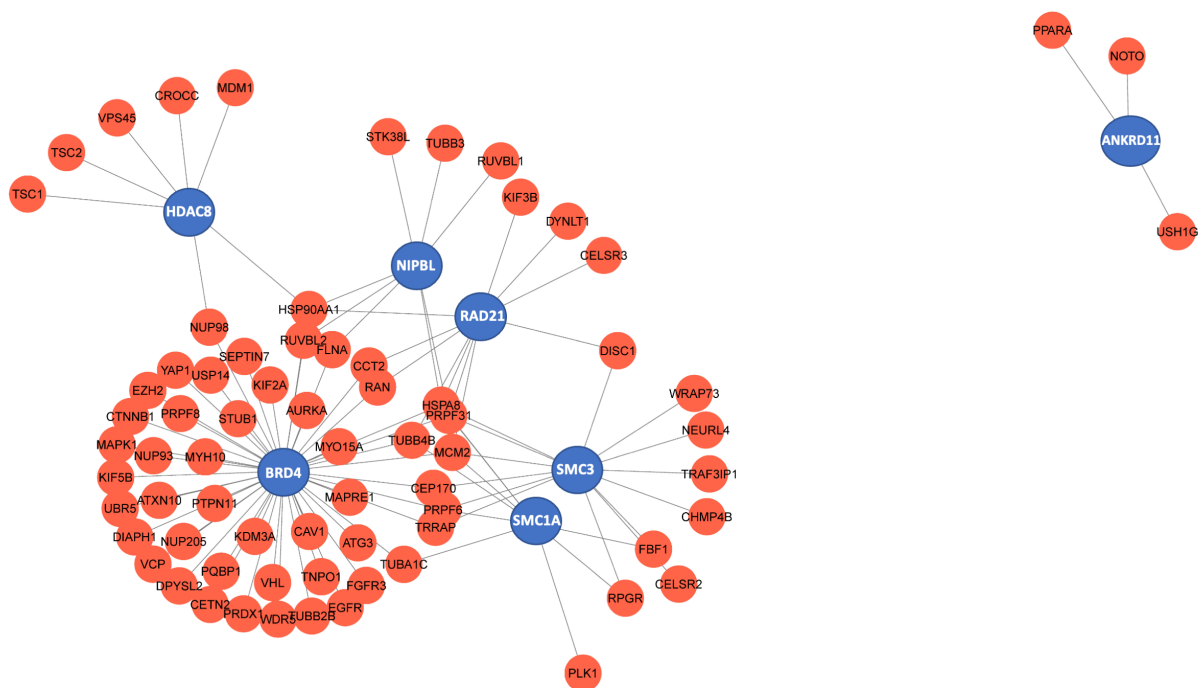 PPARA
NOTO
ANKRD11
USH1G
MDM1
CROCC
VPS45
TSC2
TSC1
HDAC8
STK38L
TUBB3
RUVBL1
KIF3B
DYNLT1
CELSR3
NIPBL
RAD21
HSP90AA1
NUP98
RUVBL2
FLNA
SEPTIN7
CCT2
DISC1
YAP1
USP14
KIF2A
RAN
EZH2
WRAP73
CTNNB1
PRPF8
STUB1
AURKA
HSPA8
PRPF31
NEURL4
MAPK1
NUP93
MYH10
MYO15A
TUBB4B
MCM2
KIF5B
BRD4
SMC3
TRAF3IP1
UBR5
ATXN10
PTPN11
MAPRE1
CEP170
PRPF6
CHMP4B
SMC1A
TRRAP
DIAPH1
NUP205
KDM3A
CAV1
ATG3
TUBA1C
FBF1
VCP
DPYSL2
PQBP1
VHL
TNPO1
FGFR3
CELSR2
CETN2
PRDX1
WDR5
TUBB2B
EGFR
RPGR
PLK1